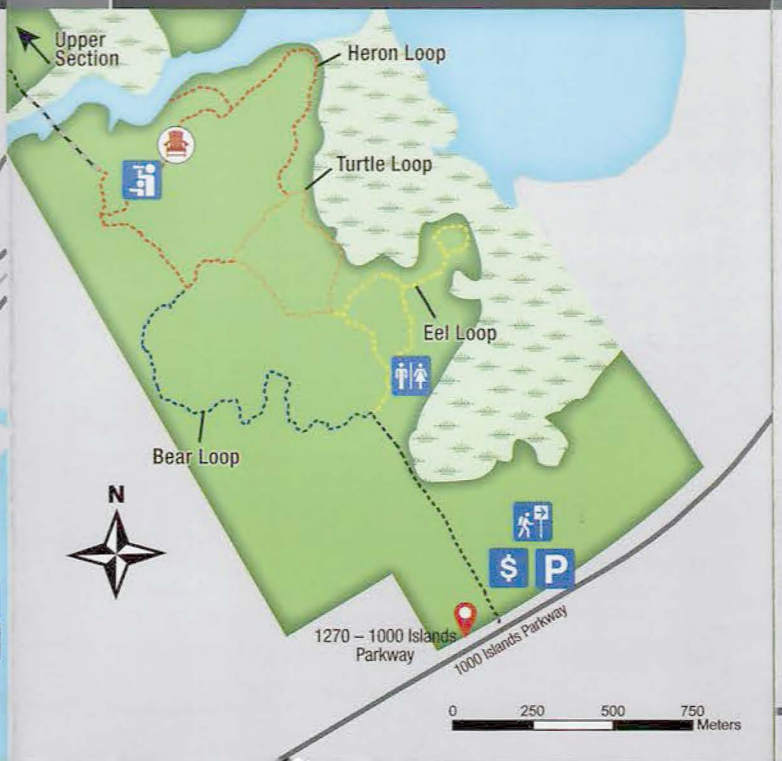 Upper
Section
Heron Loop
Turtle Loop
Eel Loop
Bear Loop
N
$ P
1270 – 1000 Islands
Parkway
1000 Islands Parkway
0 250 500 750
Meters